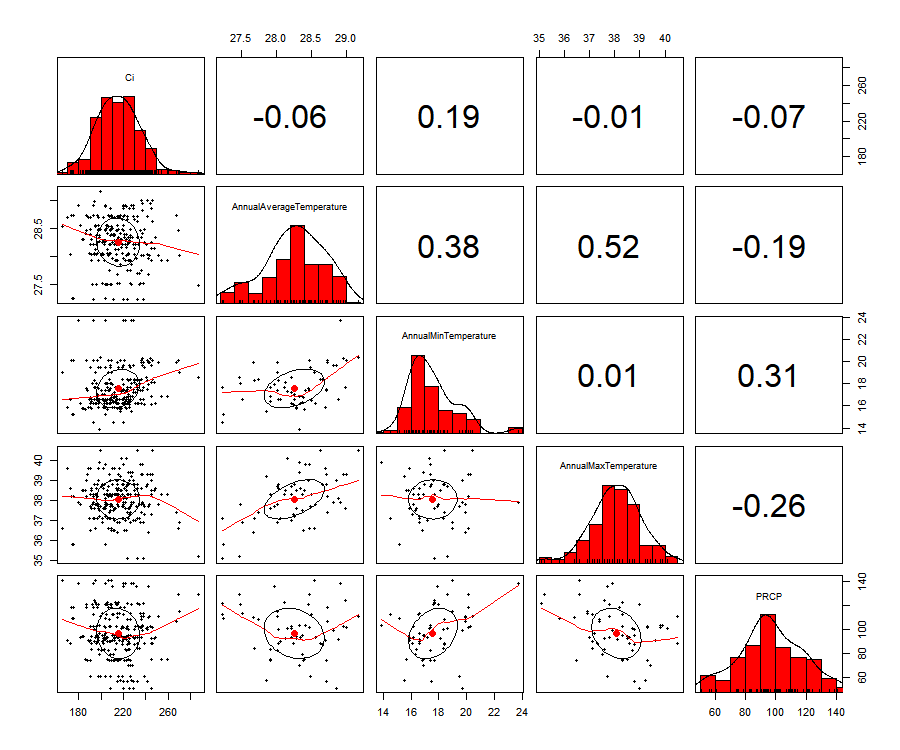 27.5 28.0 28.5 29.0 35 36 37 38 39 40
Ci
-0.06 0.19 -0.01 -0.07
160 220 280
AnnualAverageTemperature
0.38 0.52 -0.19
27.5 28.5
AnnualMinTemperature
0.01 0.31
14 16 18 20 22 24
AnnualMaxTemperature
-0.26
35 36 37 38 39 40
PRCP
60 80 100 140
180 220 260 14 16 18 20 22 24 60 80 100 120 140